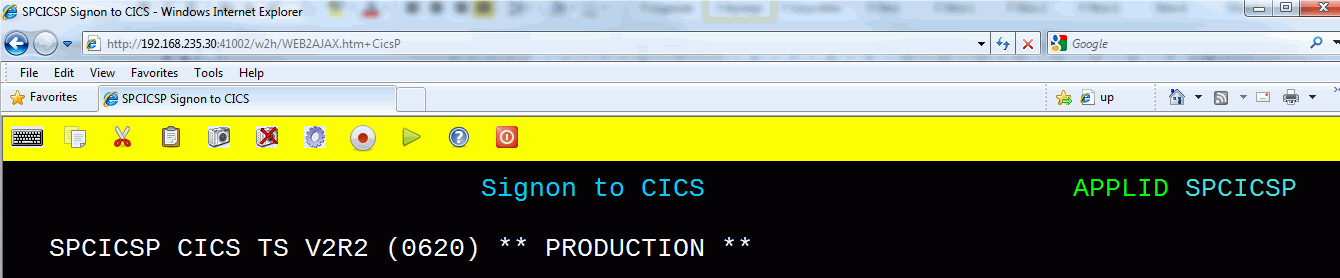 SPCICSP Signon to CICS - Windows Internet Explorer
http://192.168.235.30:41002/w2h/WEB2AJAX.htm+CicsP
Google
File Edit View Favorites Tools Help
Favorites SPCICSP Signon to CICS up
Signon to CICS APPLID SPCICSP
SPCICSP CICS TS V2R2 (0620) ** PRODUCTION **